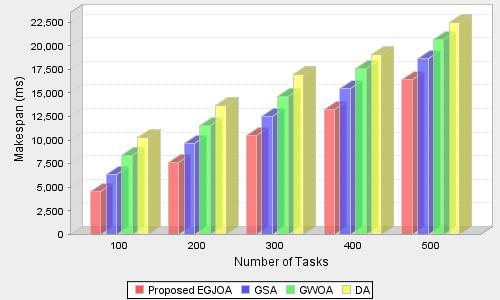 22,500
20,000
17,500
15,000
12,500
10,000
7,500
5,000
2,500
0
Makespan (ms)
100 200 300 400 500
Number of Tasks
Proposed EGJOA GSA GWOA DA